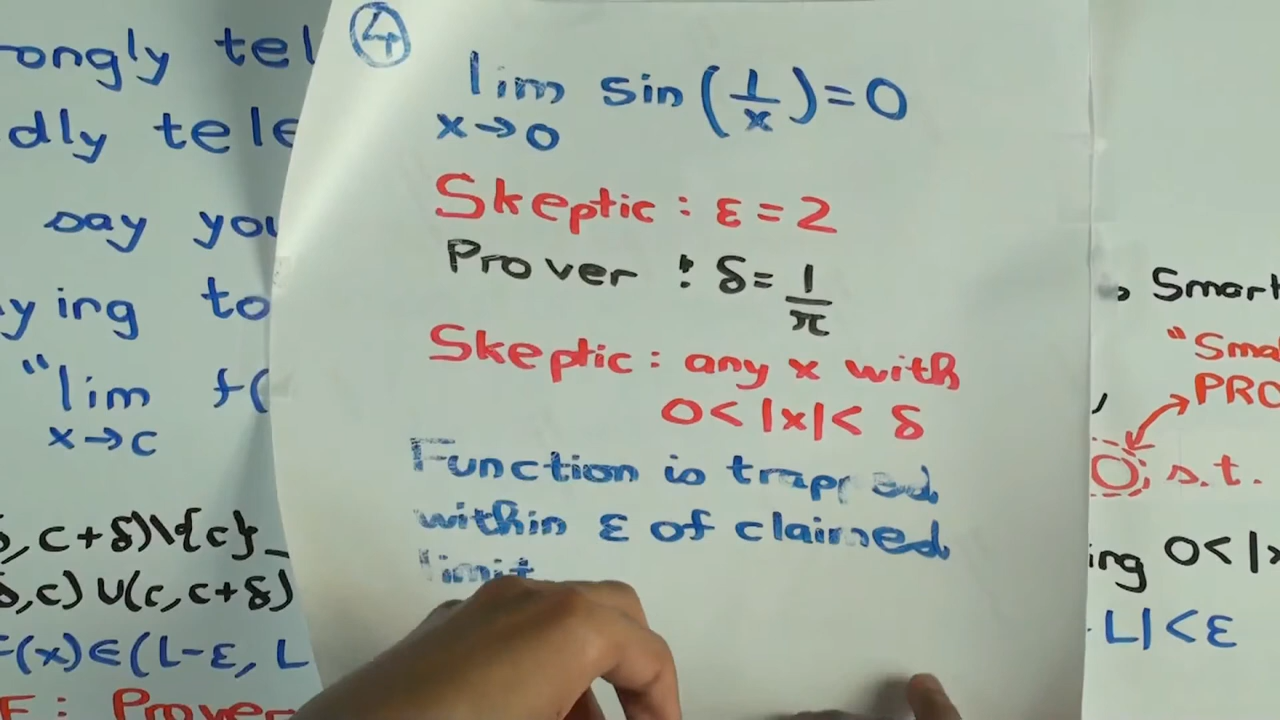 ongly tel
dly tele
say you
ying to
"lim f(
x→c
, c+δ)\{c}
,c) ∪(c, c+δ)
f(x)∈(L-ε, L
F: Prover
④
lim sin(1/x)=0
x→0
Skeptic: ε=2
Prover : δ=1/π
Skeptic: any x with
0<|x|<δ
Function is trapped
within ε of claimed
limit
Smart
"Sma
PRO
s.t.
ing 0<|x
L|<ε